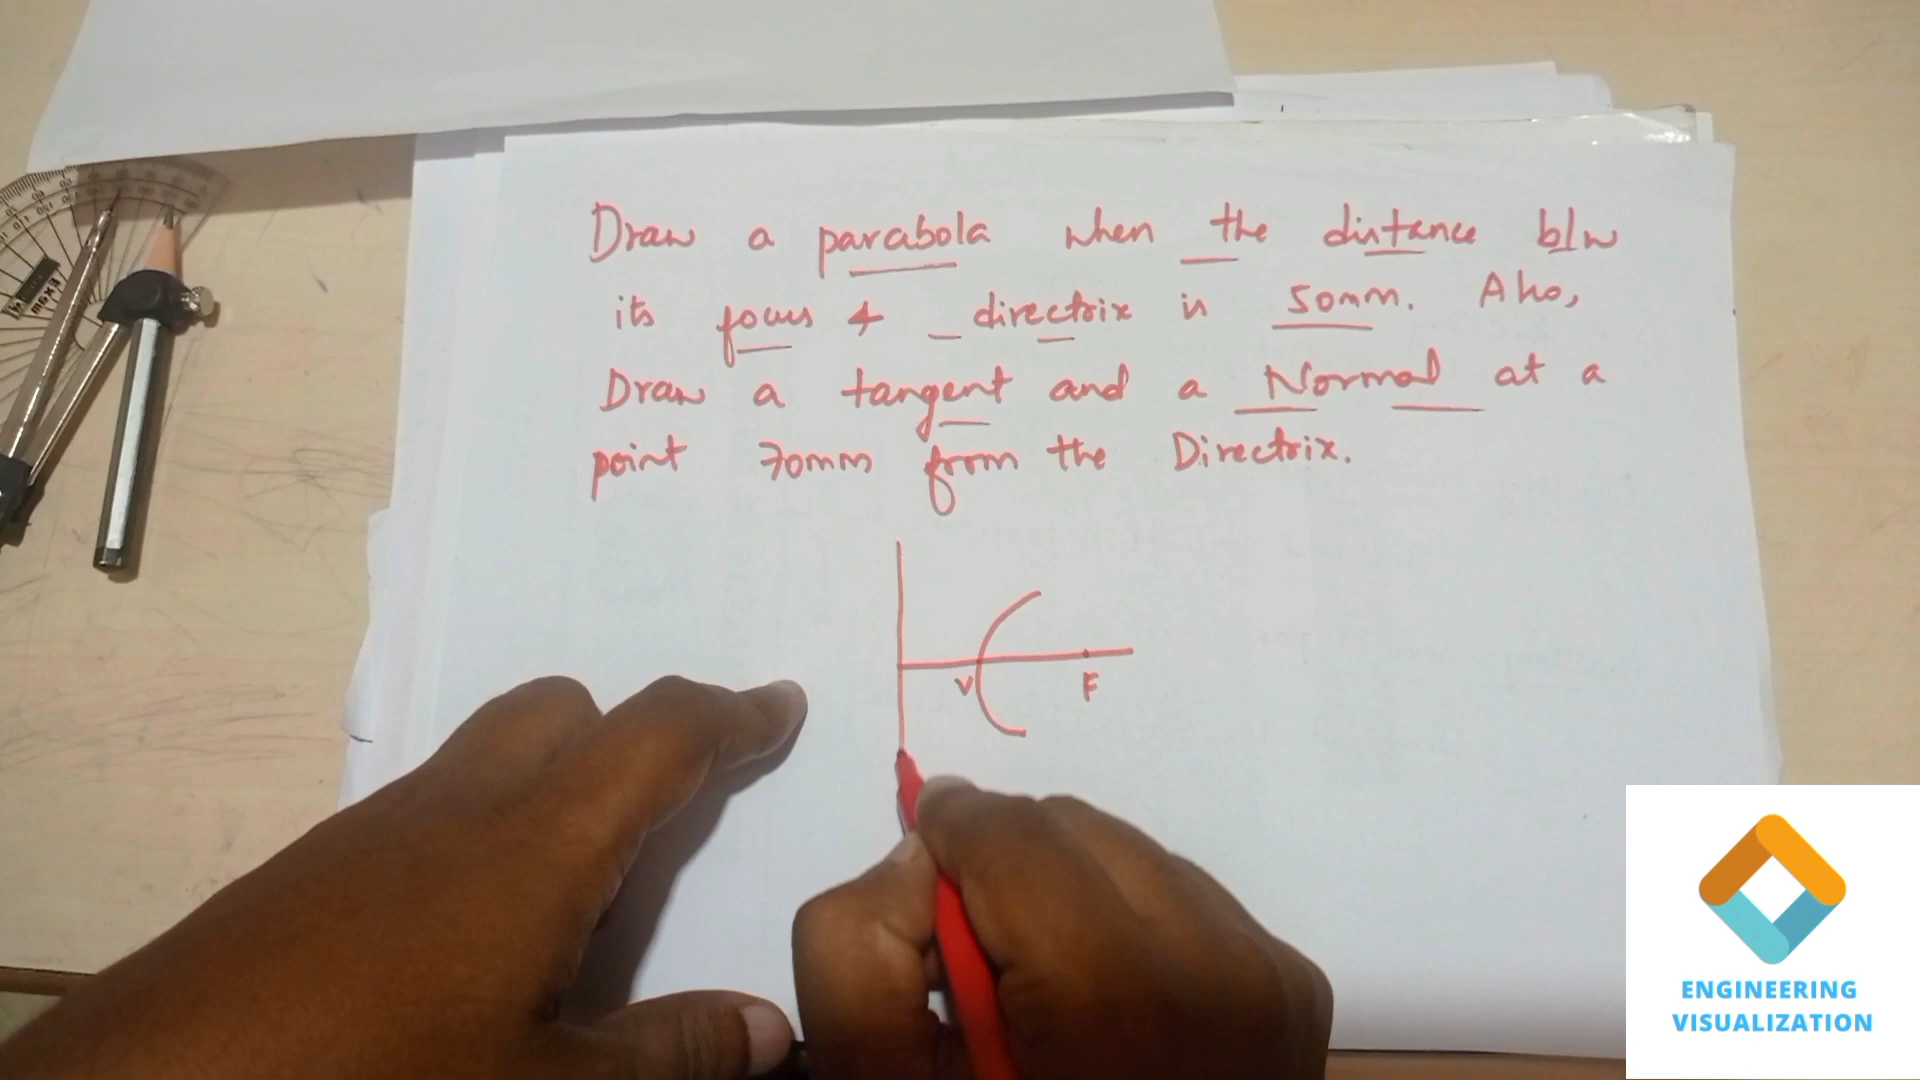 Draw a parabola when the distance b/w
its focus & directrix is 50mm. Also,
Draw a tangent and a Normal at a
point 70mm from the Directrix.
V
F
ENGINEERING
VISUALIZATION